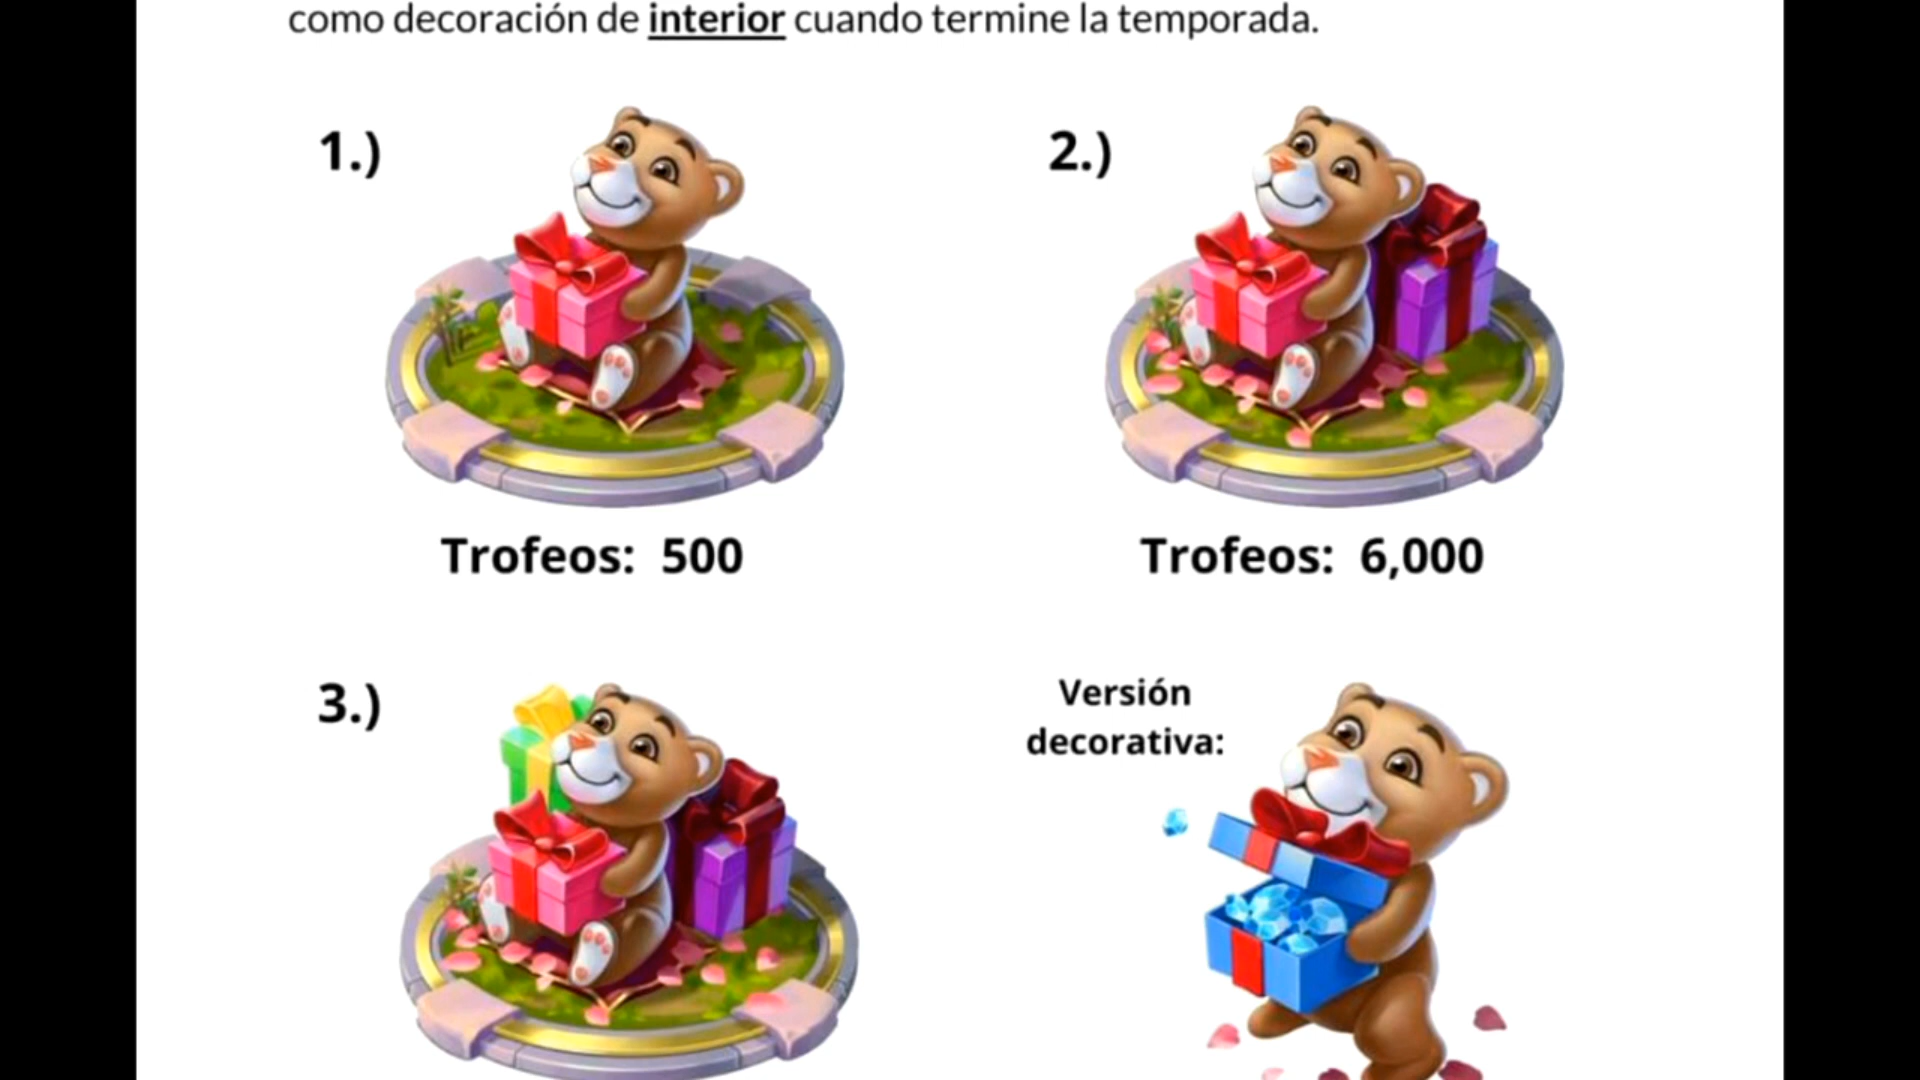 como decoración de interior cuando termine la temporada.
1.)
2.)
Trofeos: 500
Trofeos: 6,000
3.)
Versión
decorativa: